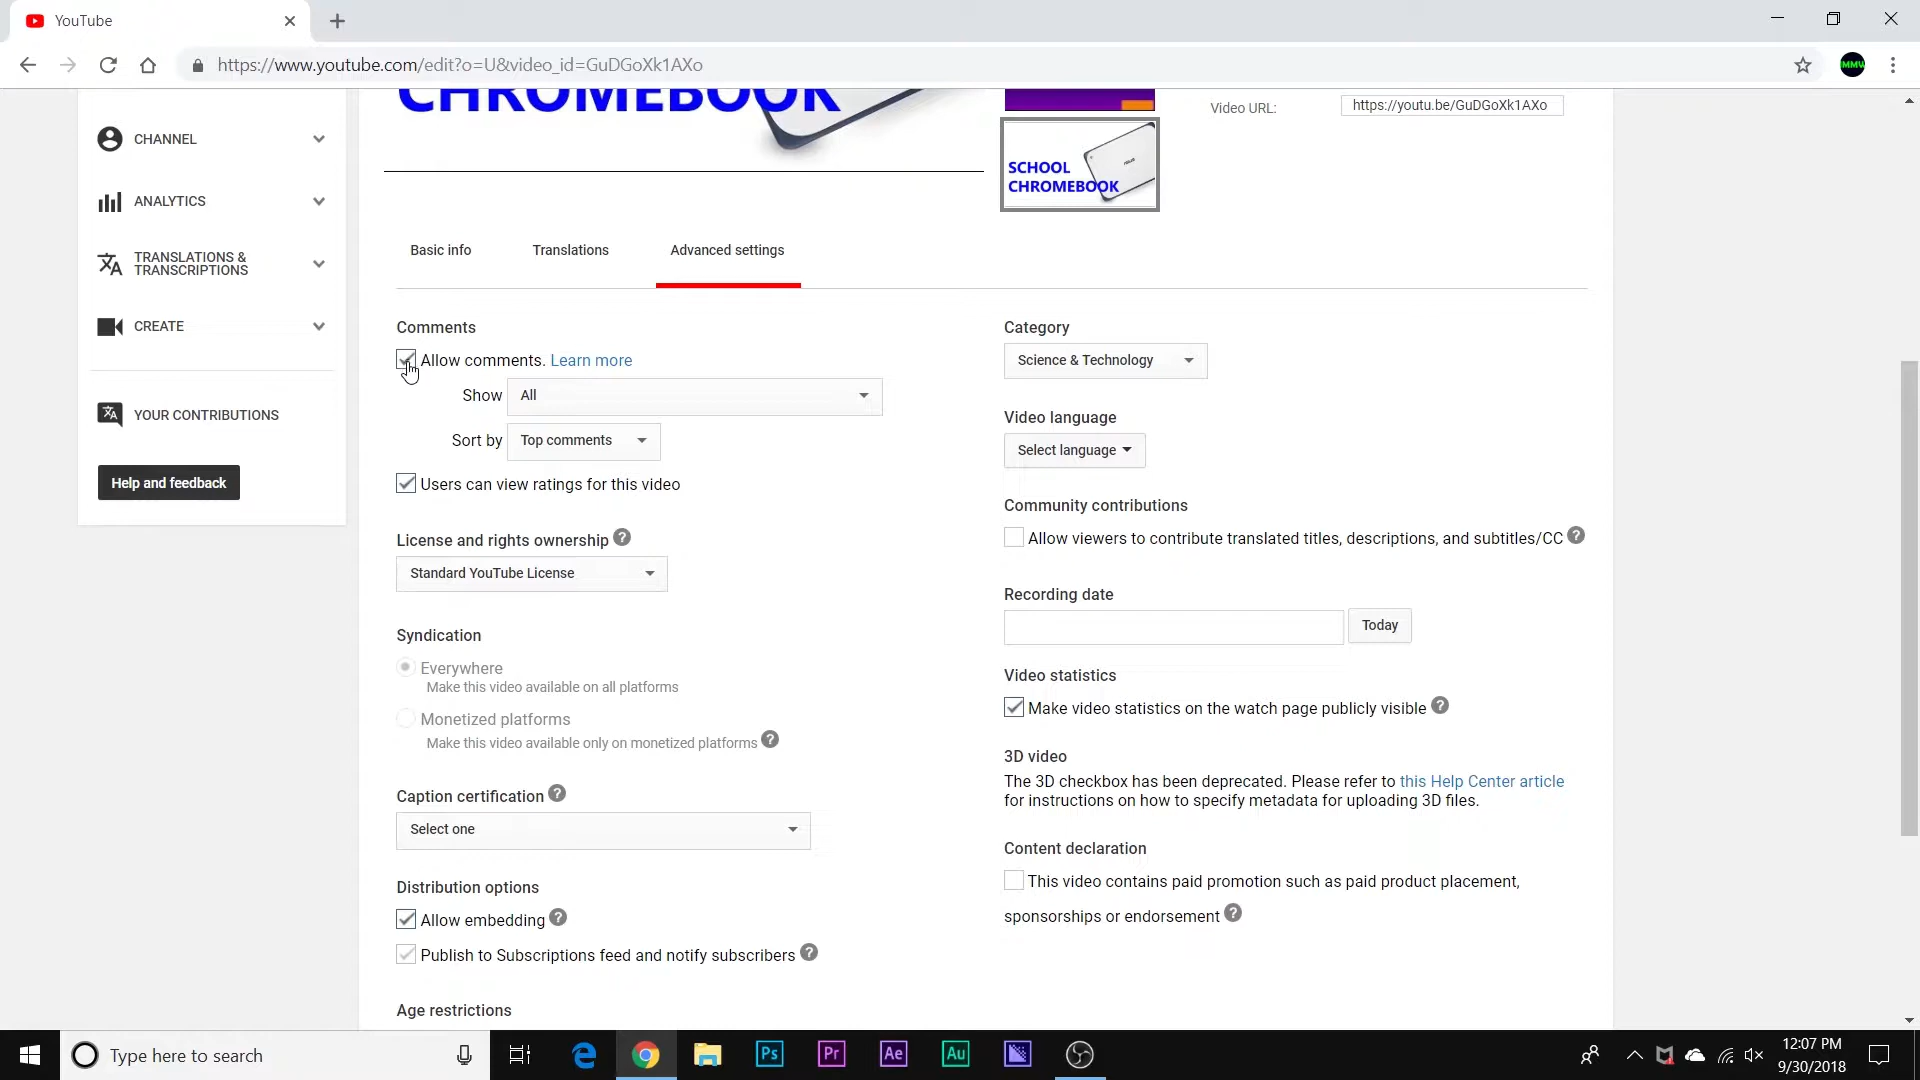 YouTube
https://www.youtube.com/edit?o=U&video_id=GuDGoXk1AXo
MMW
CHROMEBOOK
Video URL:
https://youtu.be/GuDGoXk1AXo
SCHOOL
CHROMEBOOK
CHANNEL
ANALYTICS
TRANSLATIONS &
TRANSCRIPTIONS
CREATE
YOUR CONTRIBUTIONS
Help and feedback
Basic info
Translations
Advanced settings
Comments
Allow comments. Learn more
Show All
Sort by Top comments
Users can view ratings for this video
License and rights ownership ?
Standard YouTube License
Syndication
Everywhere
Make this video available on all platforms
Monetized platforms
Make this video available only on monetized platforms ?
Caption certification ?
Select one
Distribution options
Allow embedding ?
Publish to Subscriptions feed and notify subscribers ?
Age restrictions
Category
Science & Technology
Video language
Select language
Community contributions
Allow viewers to contribute translated titles, descriptions, and subtitles/CC ?
Recording date
Today
Video statistics
Make video statistics on the watch page publicly visible ?
3D video
The 3D checkbox has been deprecated. Please refer to this Help Center article
for instructions on how to specify metadata for uploading 3D files.
Content declaration
This video contains paid promotion such as paid product placement,
sponsorships or endorsement ?
Type here to search
Ps
Pr
Ae
Au
12:07 PM
9/30/2018